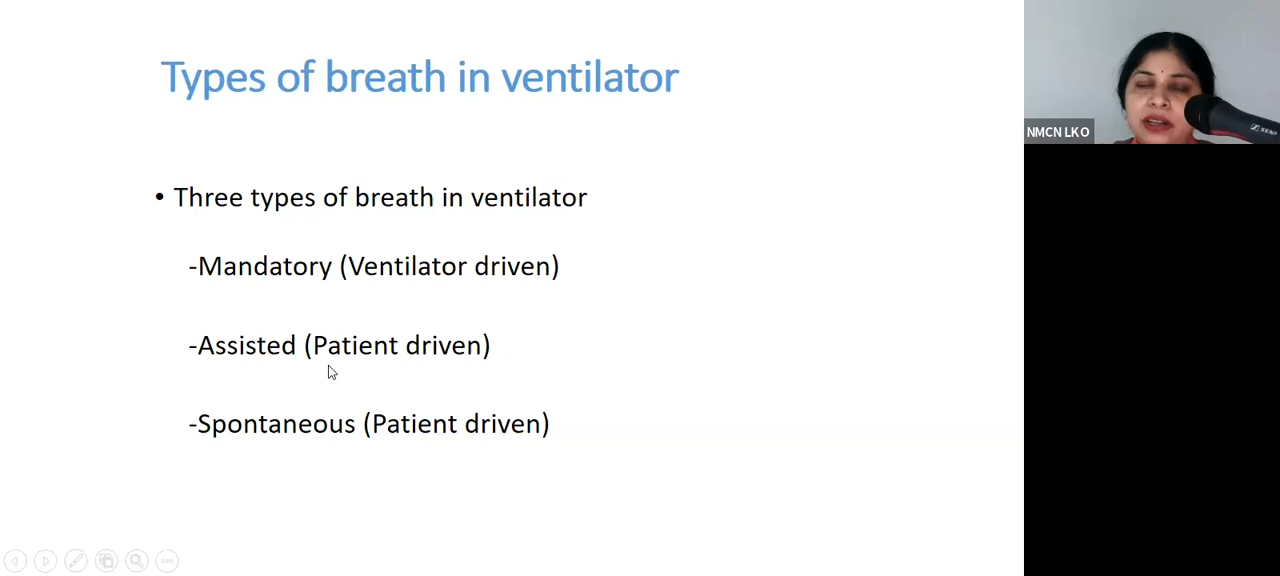 Types of breath in ventilator
• Three types of breath in ventilator
-Mandatory (Ventilator driven)
-Assisted (Patient driven)
-Spontaneous (Patient driven)
NMCN LKO